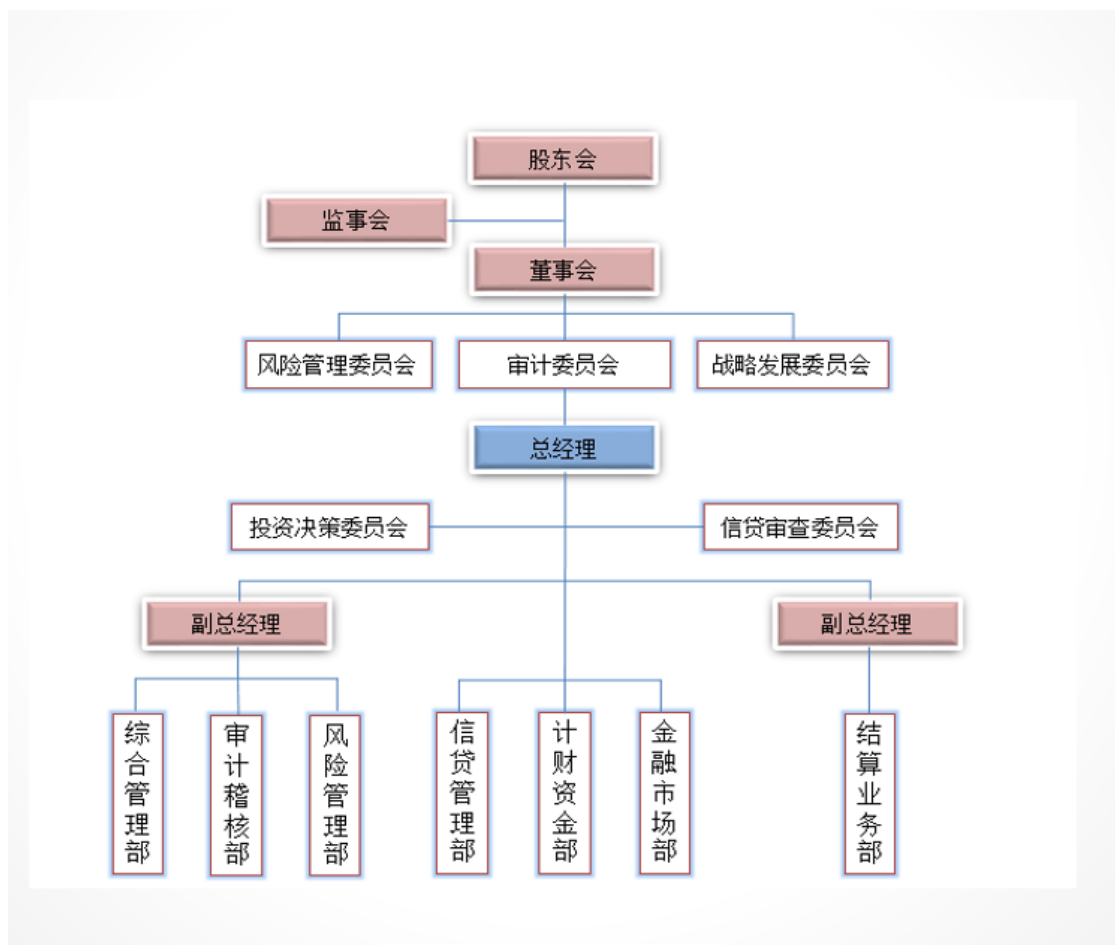 股东会
监事会
董事会
风险管理委员会
审计委员会
战略发展委员会
总经理
投资决策委员会
信贷审查委员会
副总经理
副总经理
综合管理部
审计稽核部
风险管理部
信贷管理部
计财资金部
金融市场部
结算业务部